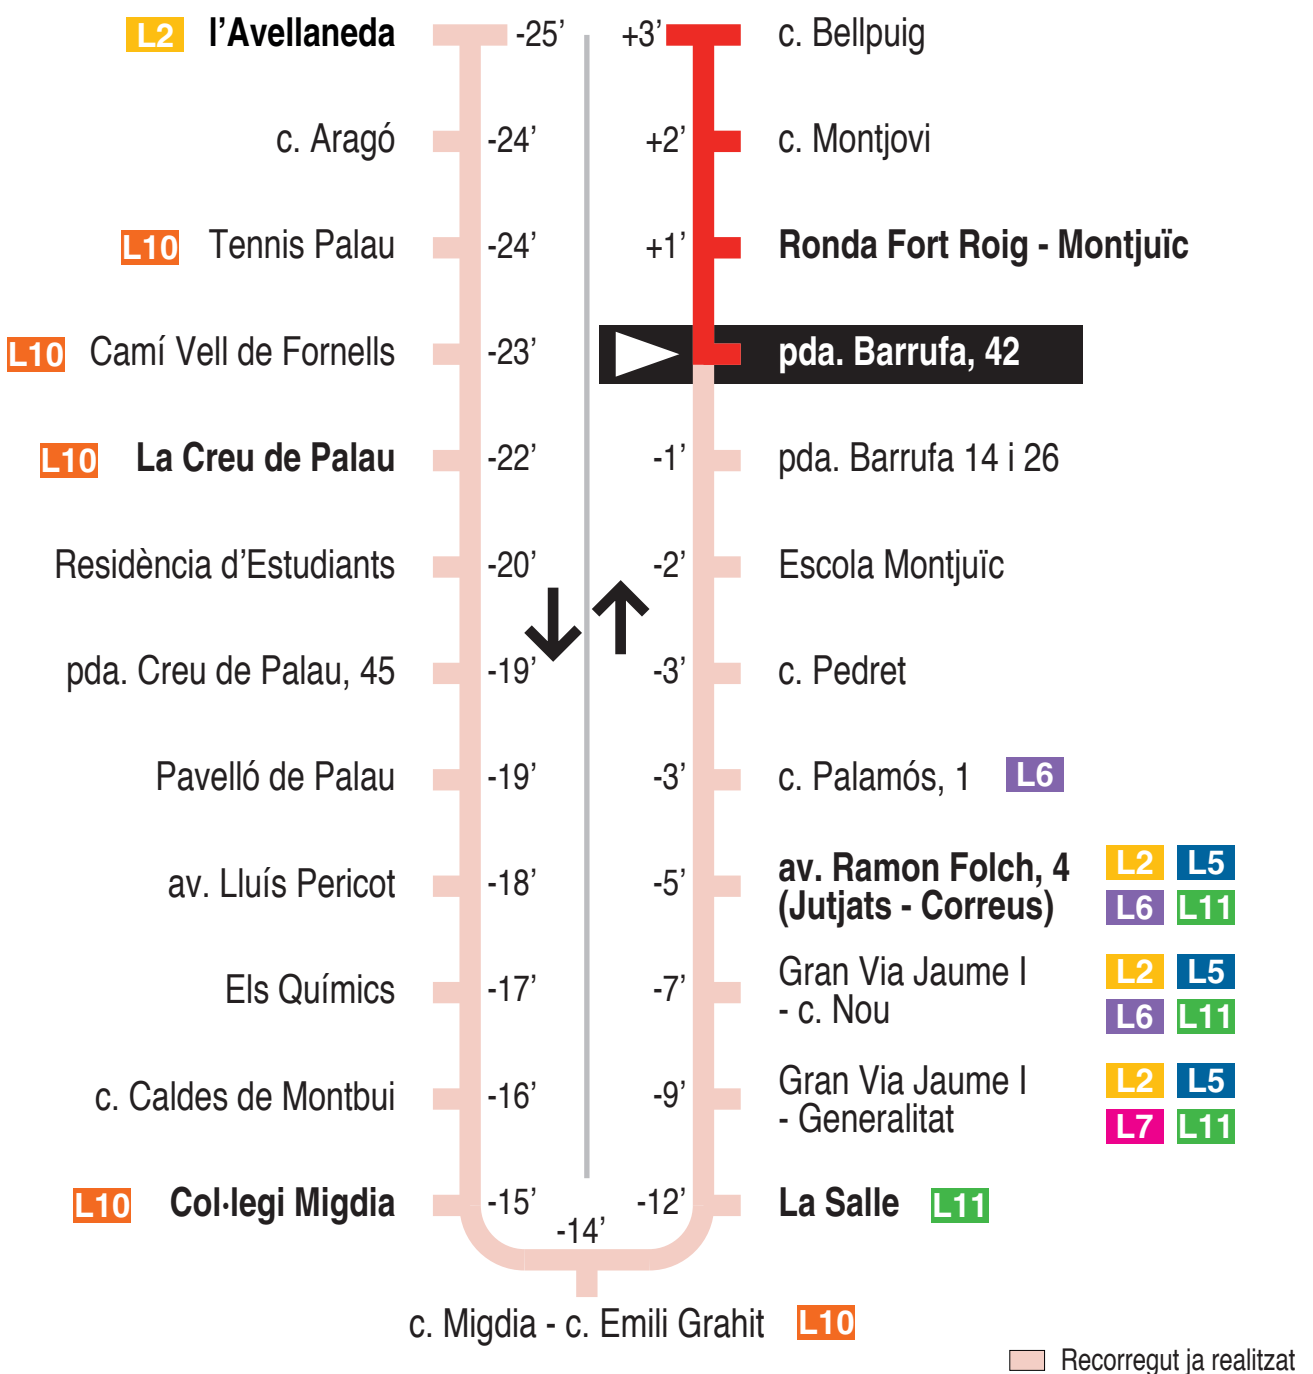 L2 l’Avellaneda -25’ +3’ c. Bellpuig
c. Aragó -24’ +2’ c. Montjovi
L10 Tennis Palau -24’ +1’ Ronda Fort Roig - Montjuïc
L10 Camí Vell de Fornells -23’ pda. Barrufa, 42
L10 La Creu de Palau -22’ -1’ pda. Barrufa 14 i 26
Residència d’Estudiants -20’ -2’ Escola Montjuïc
pda. Creu de Palau, 45 -19’ -3’ c. Pedret
Pavelló de Palau -19’ -3’ c. Palamós, 1 L6
av. Lluís Pericot -18’ -5’ av. Ramon Folch, 4 L2 L5
(Jutjats - Correus) L6 L11
Els Químics -17’ -7’ Gran Via Jaume I L2 L5
- c. Nou L6 L11
c. Caldes de Montbui -16’ -9’ Gran Via Jaume I L2 L5
- Generalitat L7 L11
L10 Col·legi Migdia -15’ -12’ La Salle L11
-14’
c. Migdia - c. Emili Grahit L10
Recorregut ja realitzat